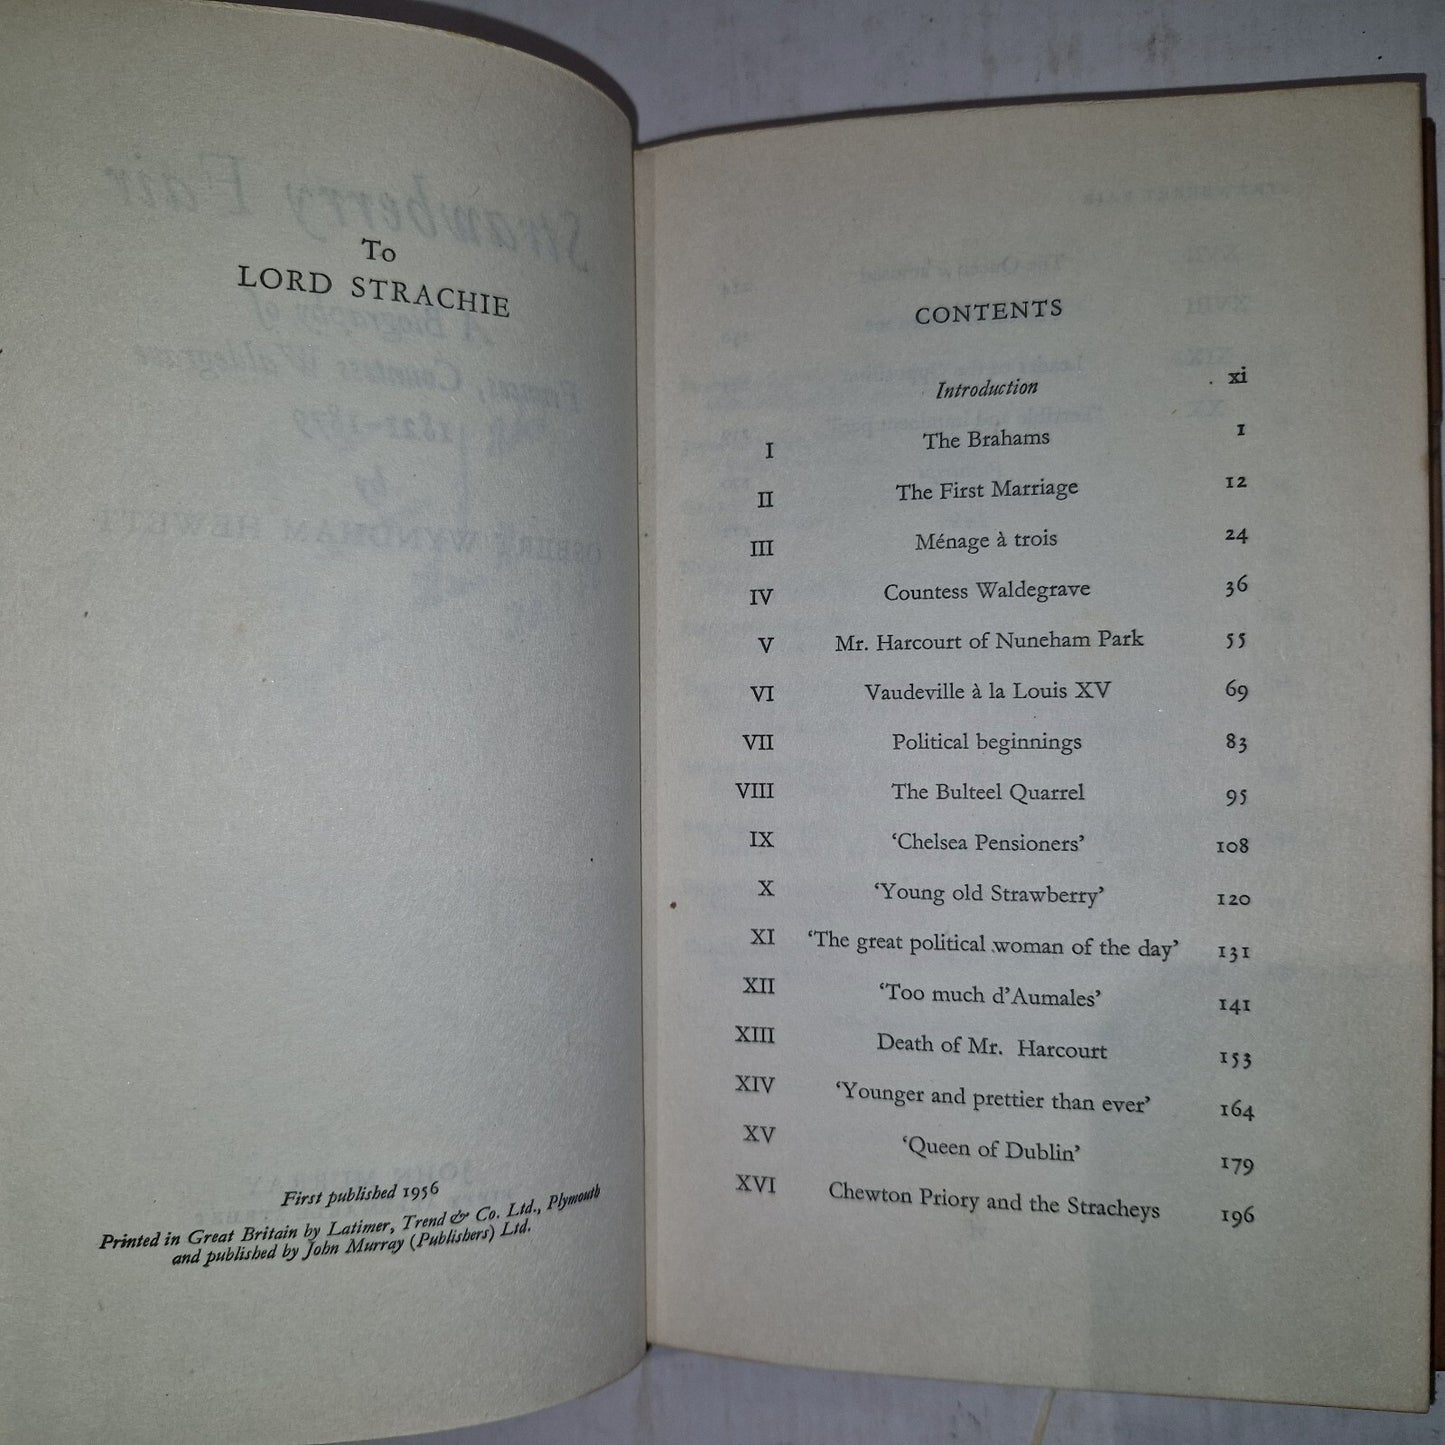 To
LORD STRACHIE
First published 1956
Printed in Great Britain by Latimer, Trend & Co. Ltd., Plymouth
and published by John Murray (Publishers) Ltd.
CONTENTS
Introduction xi
I The Brahams 1
II The First Marriage 12
III Ménage à trois 24
IV Countess Waldegrave 36
V Mr. Harcourt of Nuneham Park 55
VI Vaudeville à la Louis XV 69
VII Political beginnings 83
VIII The Bulteel Quarrel 95
IX ‘Chelsea Pensioners’ 108
X ‘Young old Strawberry’ 120
XI ‘The great political woman of the day’ 131
XII ‘Too much d’Aumales’ 141
XIII Death of Mr. Harcourt 153
XIV ‘Younger and prettier than ever’ 164
XV ‘Queen of Dublin’ 179
XVI Chewton Priory and the Stracheys 196